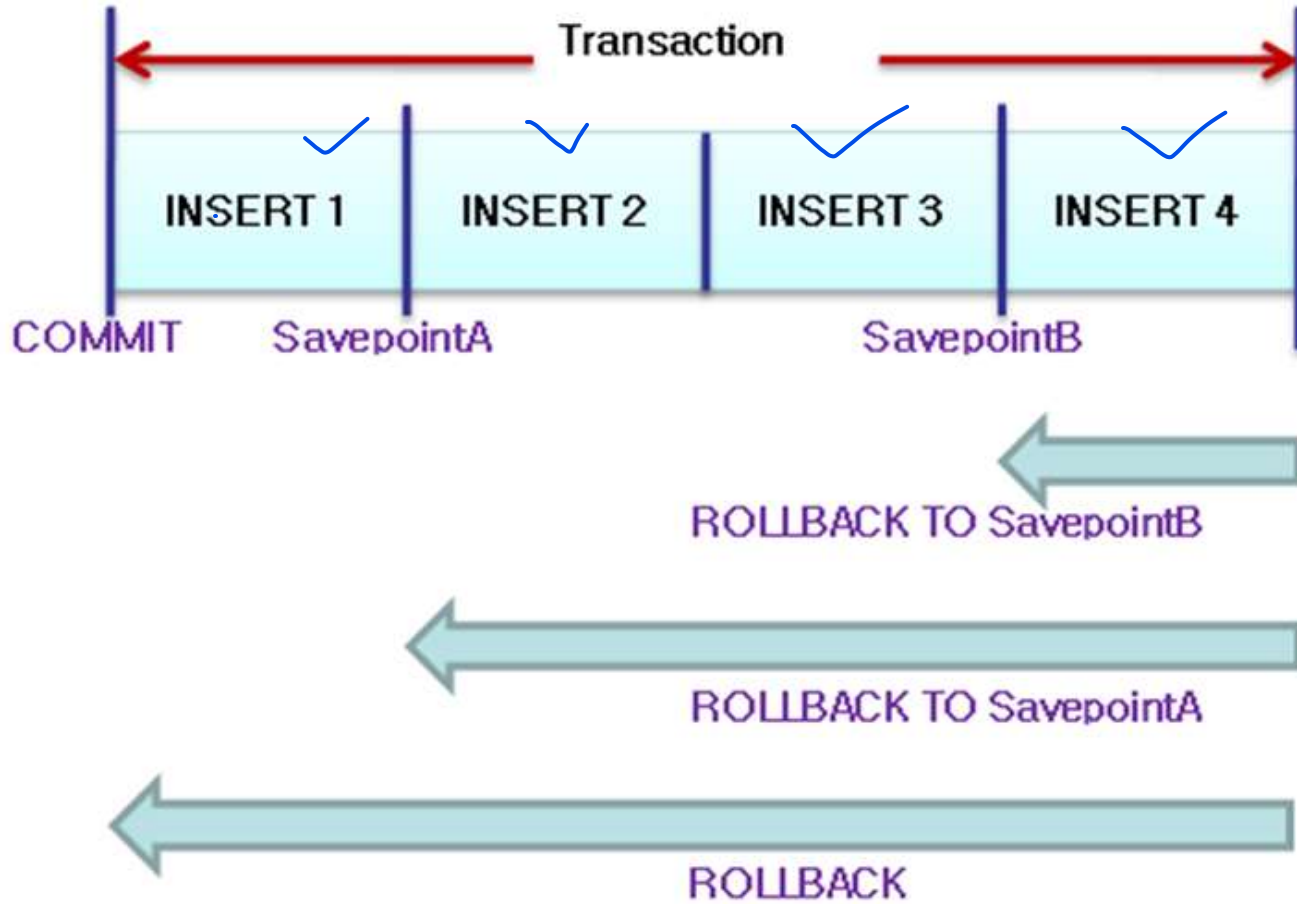 Transaction
INSERT 1 INSERT 2 INSERT 3 INSERT 4
COMMIT SavepointA SavepointB
ROLLBACK TO SavepointB
ROLLBACK TO SavepointA
ROLLBACK